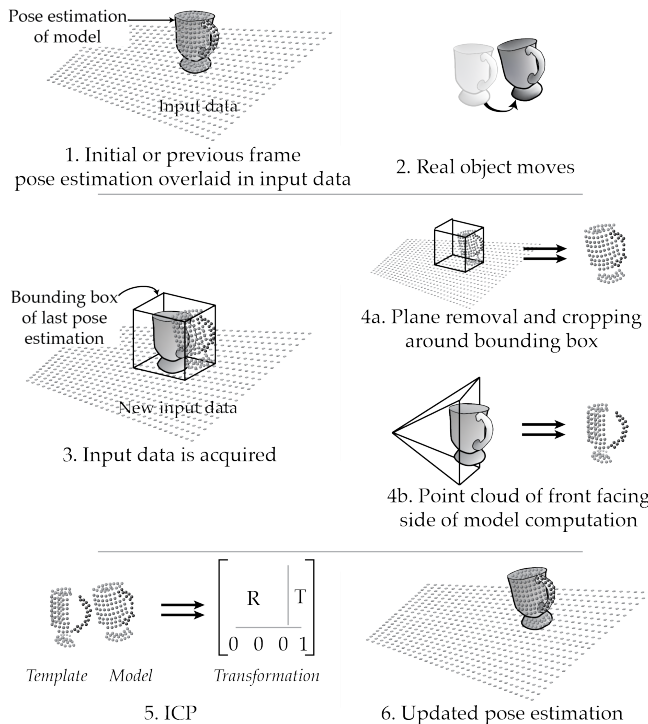 Pose estimation
of model
Input data
1. Initial or previous frame
pose estimation overlaid in input data
2. Real object moves
Bounding box
of last pose
estimation
New input data
3. Input data is acquired
4a. Plane removal and cropping
around bounding box
4b. Point cloud of front facing
side of model computation
R T
0 0 0 1
Template Model Transformation
5. ICP
6. Updated pose estimation